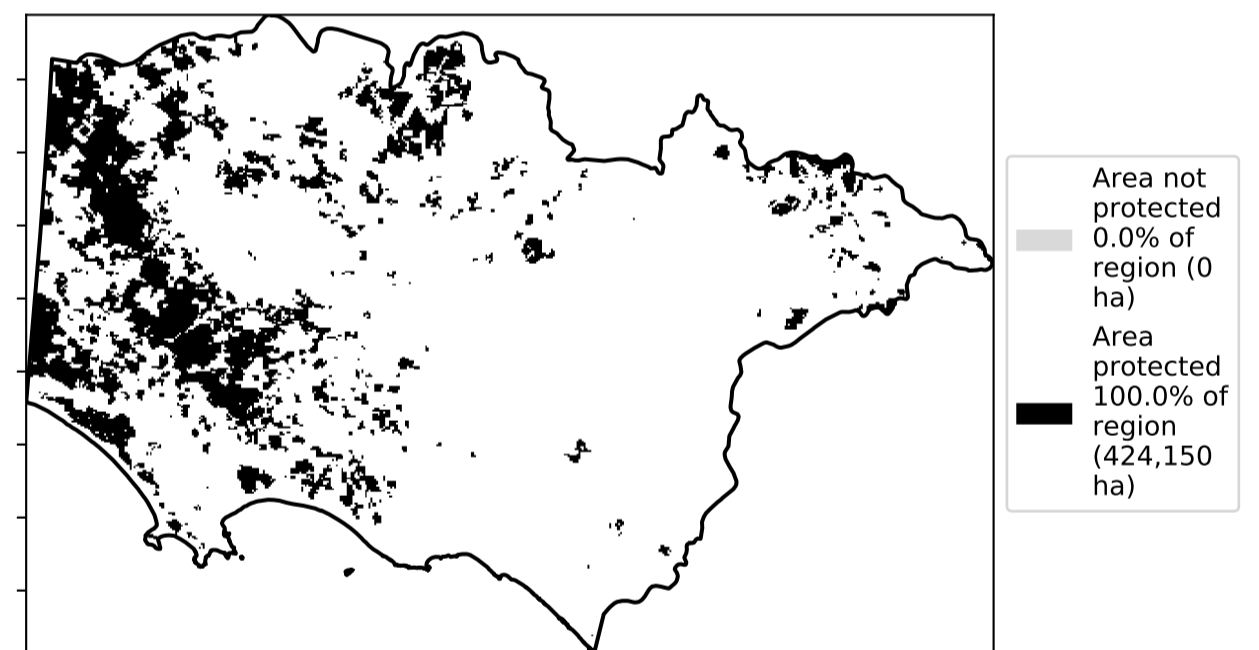 Area not
protected
0.0% of
region (0
ha)
Area
protected
100.0% of
region
(424,150
ha)